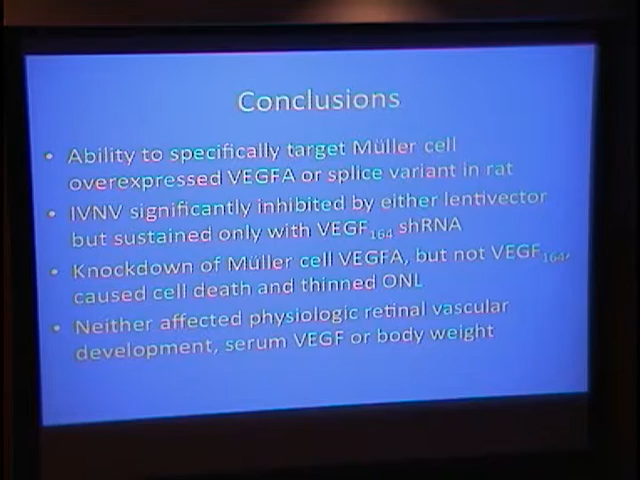 Conclusions
• Ability to specifically target Müller cell
overexpressed VEGFA or splice variant in rat
• IVNV significantly inhibited by either lentivector
but sustained only with VEGF₁₆₄ shRNA
• Knockdown of Müller cell VEGFA, but not VEGF₁₆₄,
caused cell death and thinned ONL
• Neither affected physiologic retinal vascular
development, serum VEGF or body weight